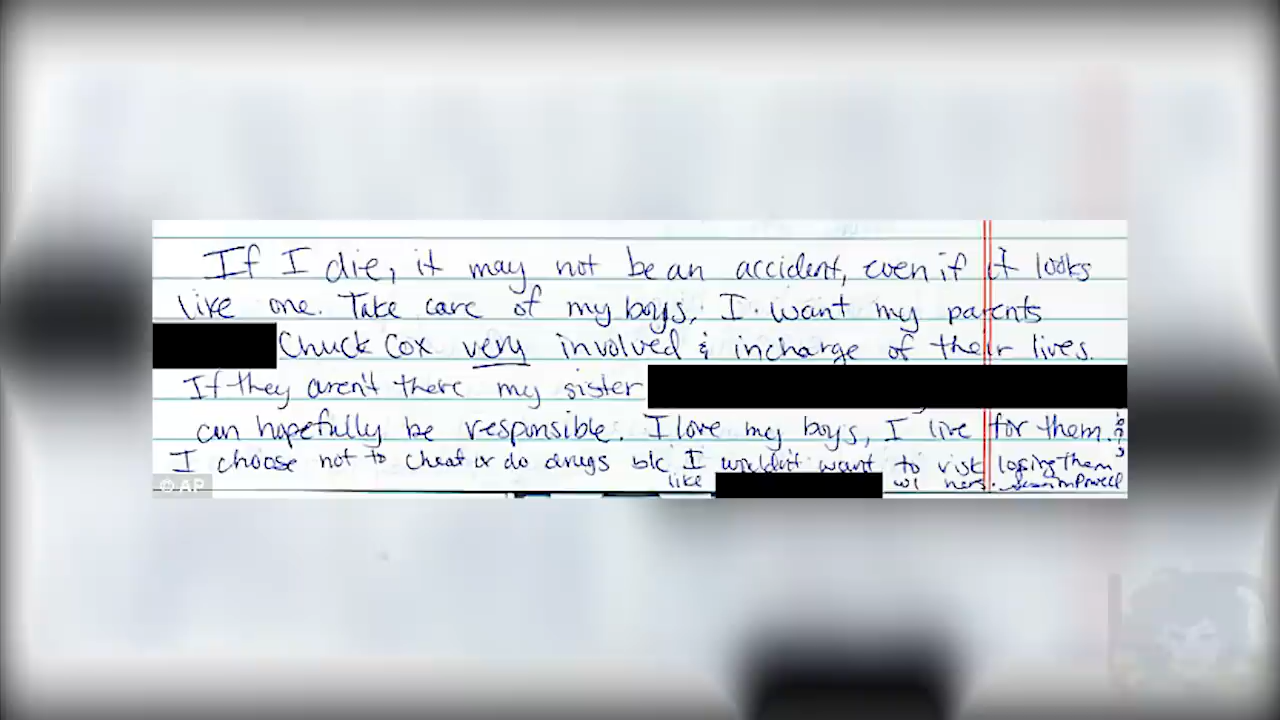 If I die, it may not be an accident, even if it looks
like one. Take care of my boys. I want my parents
Chuck Cox very involved & incharge of their lives.
If they aren't there my sister
can hopefully be responsible. I love my boys, I live for them. &
I choose not to cheat or do drugs b/c I wouldn't want to risk losing them
like w/ hers. Powell
© AP